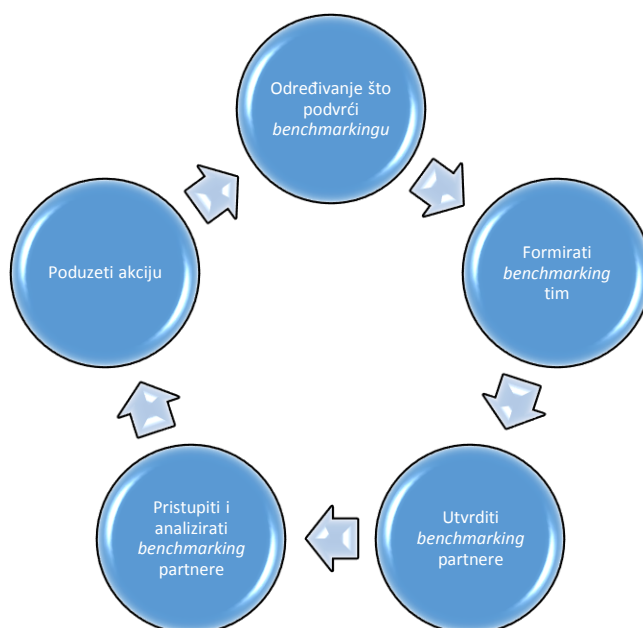 Određivanje što
podvrći
benchmarkingu
Formirati
benchmarking
tim
Utvrditi
benchmarking
partnere
Pristupiti i
analizirati
benchmarking
partnere
Poduzeti akciju